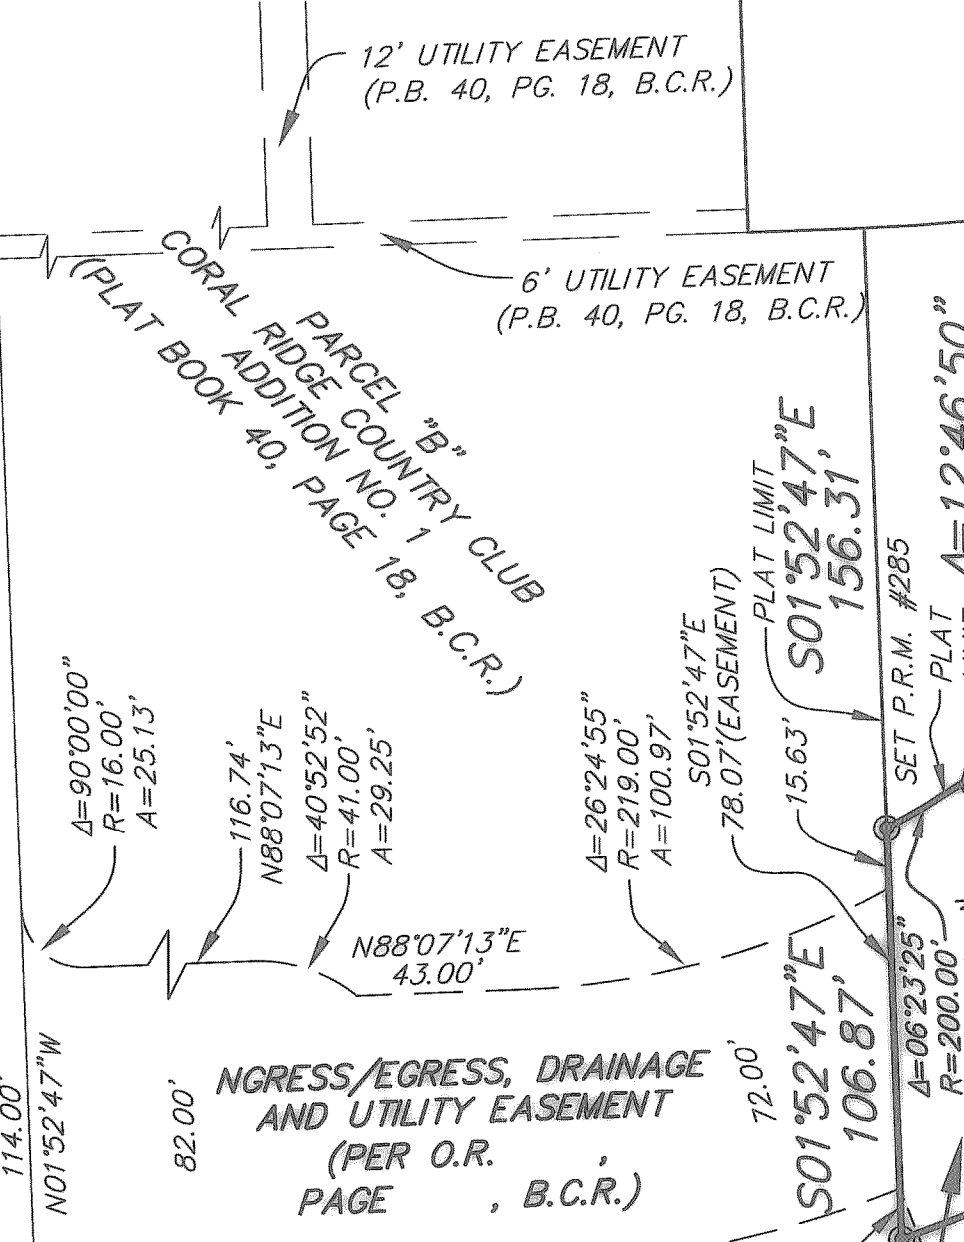 12' UTILITY EASEMENT
(P.B. 40, PG. 18, B.C.R.)
6' UTILITY EASEMENT
(P.B. 40, PG. 18, B.C.R.)
PARCEL "B"
CORAL RIDGE COUNTRY CLUB
ADDITION NO. 1
(PLAT BOOK 40, PAGE 18, B.C.R.)
Δ=90°00'00"
R=16.00'
A=25.13'
116.74'
N88°07'13"E
Δ=40°52'52"
R=41.00'
A=29.25'
N88°07'13"E
43.00'
Δ=26°24'55"
R=219.00'
A=100.97'
S01°52'47"E
78.07'(EASEMENT)
15.63'
PLAT LIMIT
S01°52'47"E
156.31'
SET P.R.M. #285
PLAT
Δ=12°46'50"
Δ=06°23'25"
R=200.00'
S01°52'47"E
106.87'
72.00'
114.00'
N01°52'47"W
82.00'
NGRESS/EGRESS, DRAINAGE
AND UTILITY EASEMENT
(PER O.R. ,
PAGE , B.C.R.)